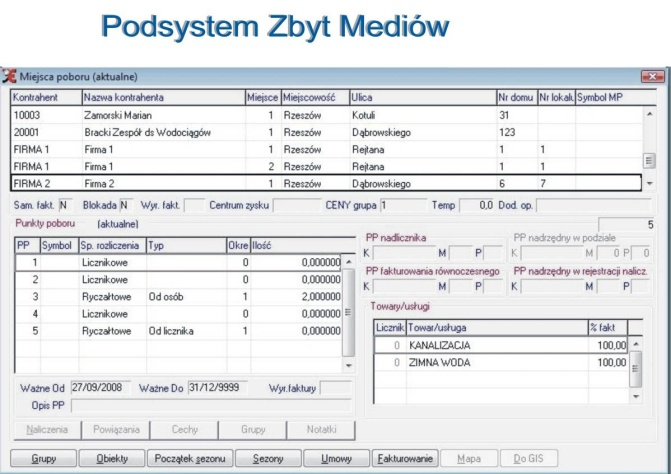 Podsystem Zbyt Mediów
Miejsca poboru (aktualne)
Kontrahent Nazwa kontrahenta Miejsce Miejscowość Ulica Nr domu Nr lokalu Symbol MP
10003 Zamorski Marian 1 Rzeszów Kotuli 31
20001 Bracki Zespół ds Wodociągów 1 Rzeszów Dąbrowskiego 123
FIRMA 1 Firma 1 1 Rzeszów Rejtana 1 1
FIRMA 1 Firma 1 2 Rzeszów Rejtana 1 1
FIRMA 2 Firma 2 1 Rzeszów Dąbrowskiego 6 7
Sam. fakt. N Blokada N Wyr. fakt. Centrum zysku CENY grupa 1 Temp 0,0 Dod. op.
Punkty poboru (aktualne) 5
PP Symbol Sp. rozliczenia Typ Okre Ilość
1 Licznikowe 0 0,000000
2 Licznikowe 0 0,000000
3 Ryczałtowe Od osób 1 2,000000
4 Licznikowe 0 0,000000
5 Ryczałtowe Od licznika 1 0,000000
PP nadlicznika PP nadrzędny w podziale
K M P K M 0 P 0
PP fakturowania równoczesnego PP nadrzędny w rejestracji nalicz.
K M P K M P
Towary/usługi
Licznik Towar/usługa % fakt
0 KANALIZACJA 100,00
0 ZIMNA WODA 100,00
Ważne Od 27/09/2008 Ważne Do 31/12/9999 Wyr.faktury
Opis PP
Naliczenia Powiązania Cechy Grupy Notatki
Grupy Obiekty Początek sezonu Sezony Umowy Fakturowanie Mapa Do GIS